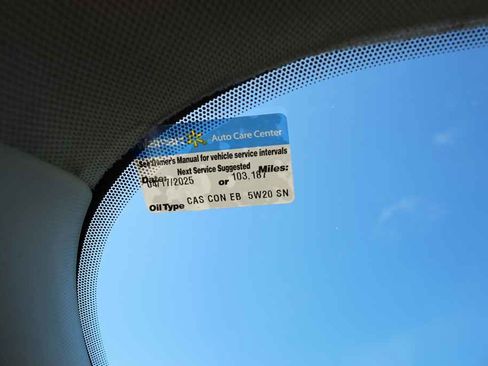 Auto Care Center
See Owner's Manual for vehicle service intervals
Next Service Suggested
Date: Miles:
04/17/2025 or 103,187
Oil Type CAS CON EB 5W20 SN